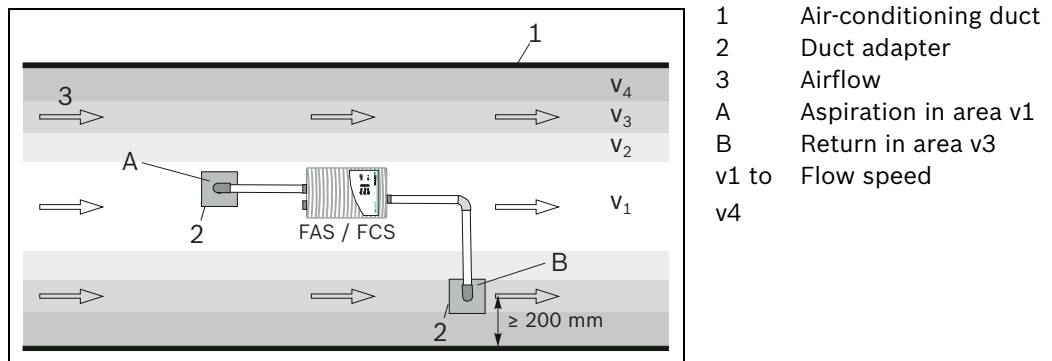 1
v4
3
v3
v2
A
v1
2
FAS / FCS
B
2
≥ 200 mm
1 Air-conditioning duct
2 Duct adapter
3 Airflow
A Aspiration in area v1
B Return in area v3
v1 to Flow speed
v4